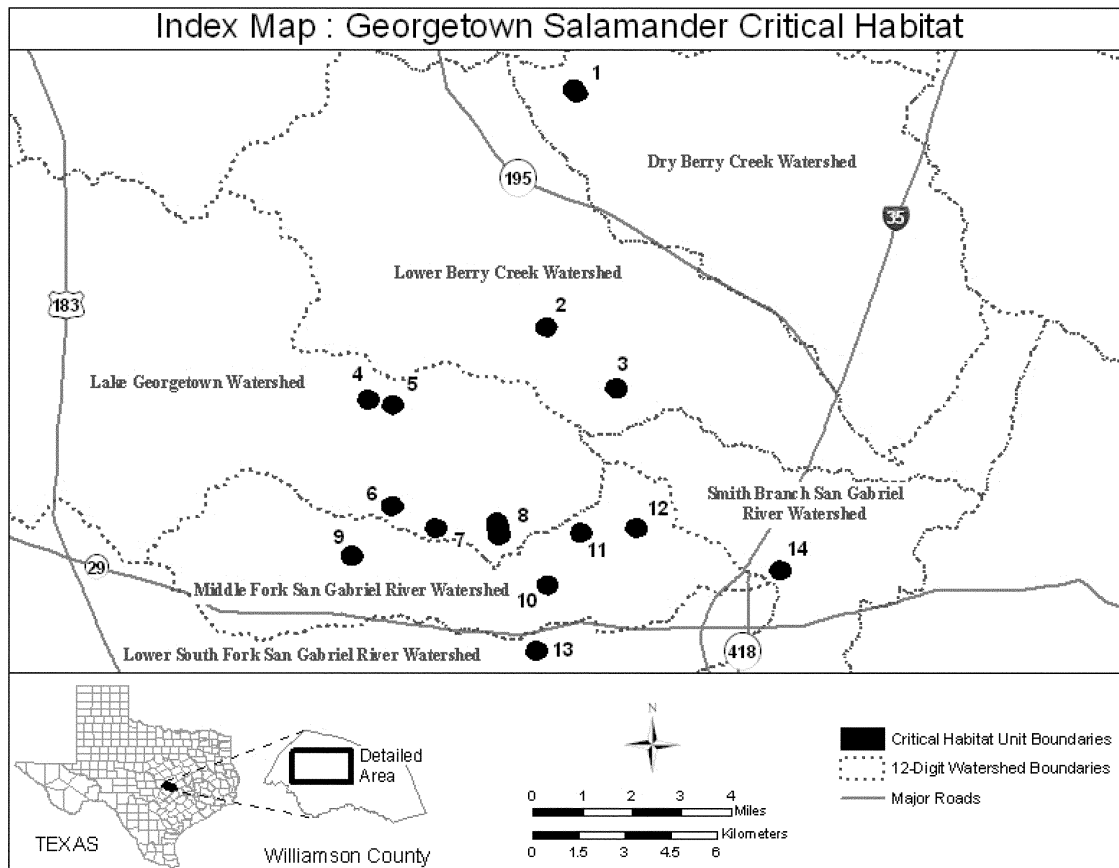 Index Map : Georgetown Salamander Critical Habitat
1
Dry Berry Creek Watershed
195
35
Lower Berry Creek Watershed
183
2
3
Lake Georgetown Watershed
4
5
6
7
8
9
10
11
12
Smith Branch San Gabriel
River Watershed
14
29
Middle Fork San Gabriel River Watershed
Lower South Fork San Gabriel River Watershed
13
418
TEXAS
Detailed
Area
Williamson County
N
0 1 2 3 4
Miles
Kilometers
0 1.5 3 4.5 6
Critical Habitat Unit Boundaries
12-Digit Watershed Boundaries
Major Roads